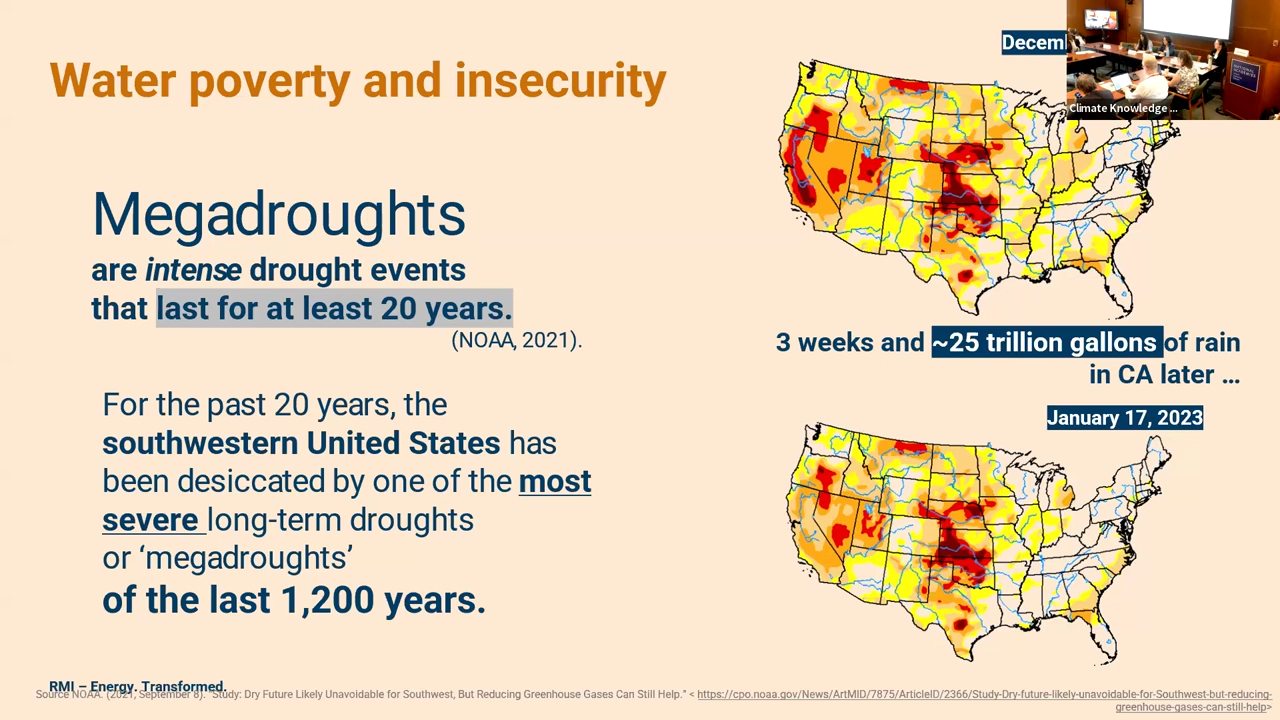 Water poverty and insecurity
Megadroughts
are intense drought events
that last for at least 20 years.
(NOAA, 2021).
For the past 20 years, the
southwestern United States has
been desiccated by one of the most
severe long-term droughts
or ‘megadroughts’
of the last 1,200 years.
Climate Knowledge ...
3 weeks and ~25 trillion gallons of rain
in CA later …
January 17, 2023
RMI – Energy. Transformed.
Source NOAA. (2021, September 8). "Study: Dry Future Likely Unavoidable for Southwest, But Reducing Greenhouse Gases Can Still Help." < https://cpo.noaa.gov/News/ArtMID/7875/ArticleID/2366/Study-Dry-future-likely-unavoidable-for-Southwest-but-reducing-
greenhouse-gases-can-still-help>